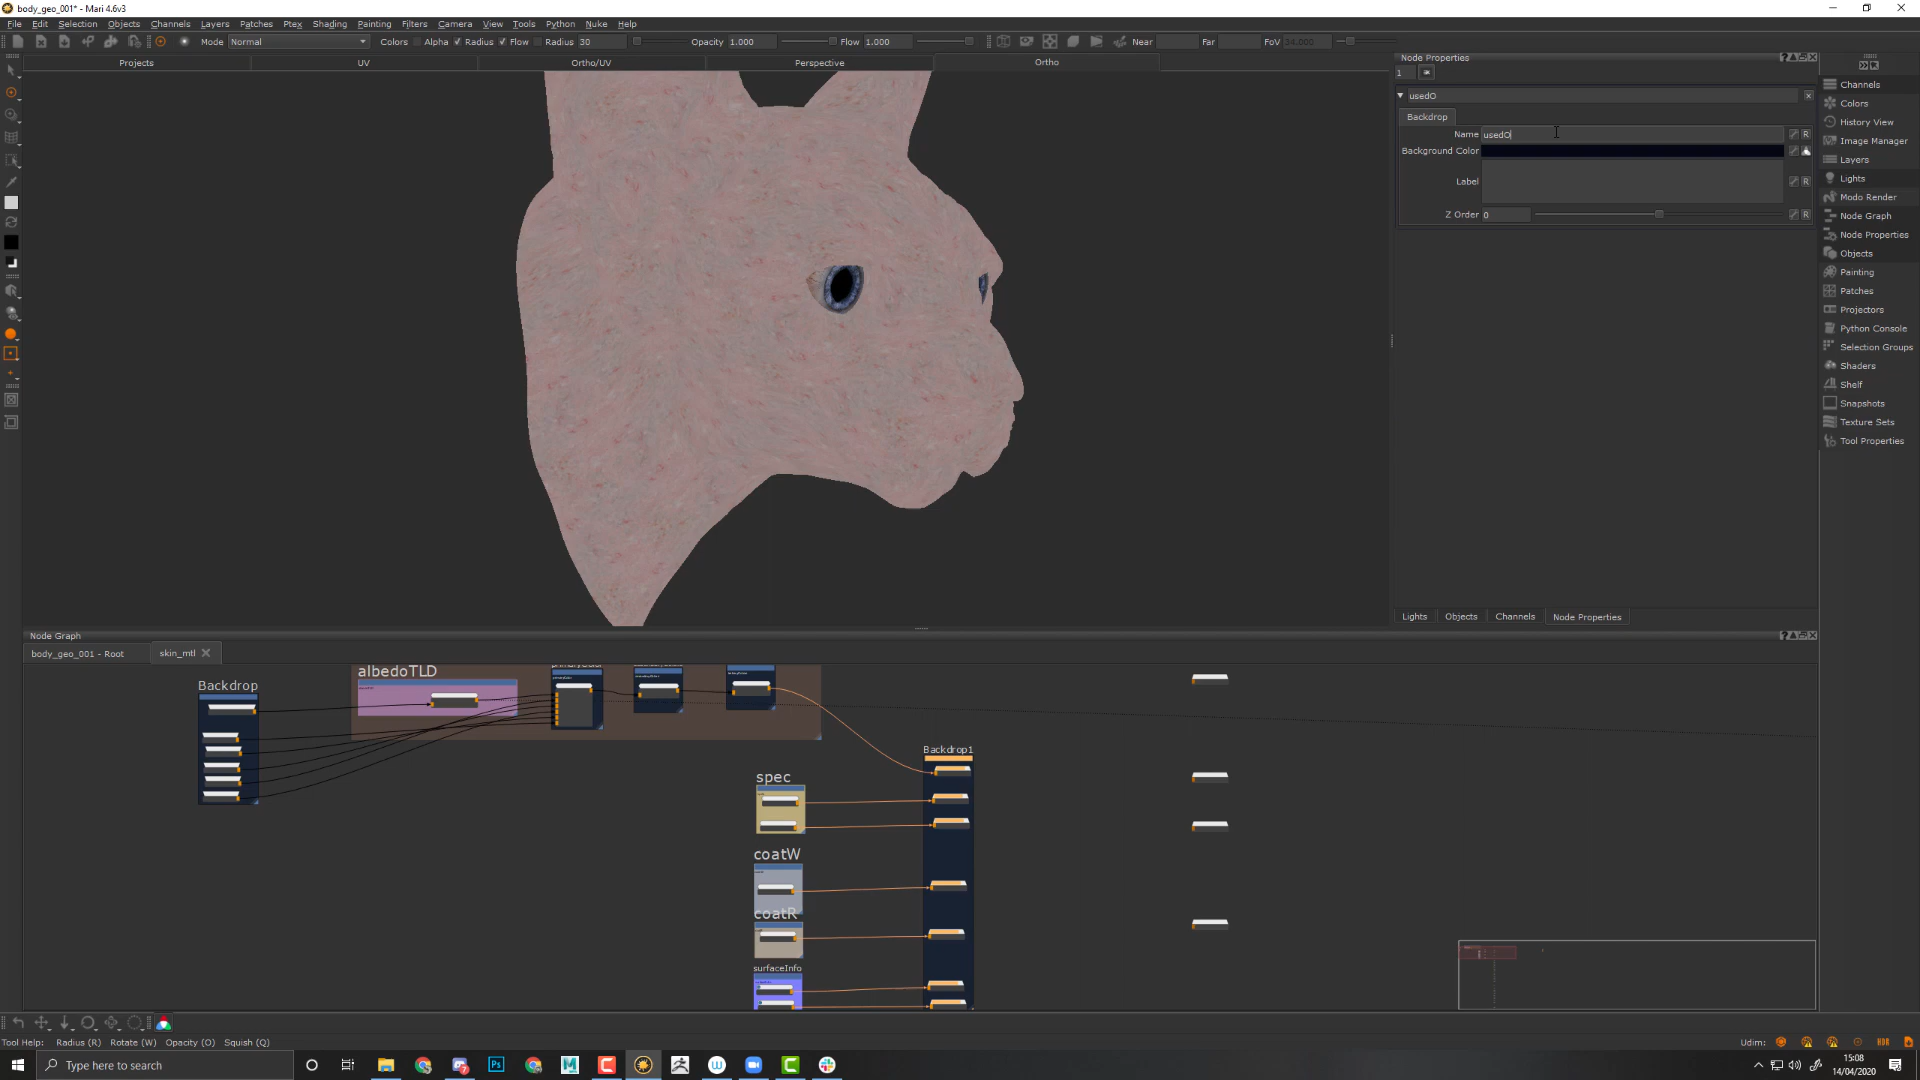 body_geo_001* - Mari 4.6v3
File Edit Selection Objects Channels Layers Patches Ptex Shading Painting Filters Camera View Tools Python Nuke Help
Mode Normal Colors Alpha Radius Flow Radius 30 Opacity 1.000 Flow 1.000 Near Far FoV 34.000
Projects UV Ortho/UV Perspective Ortho
Node Properties
1
usedO
Backdrop
Name usedO
Background Color
Label
Z Order 0
R
R
R
Channels
Colors
History View
Image Manager
Layers
Lights
Modo Render
Node Graph
Node Properties
Objects
Painting
Patches
Projectors
Python Console
Selection Groups
Shaders
Shelf
Snapshots
Texture Sets
Tool Properties
Lights Objects Channels Node Properties
Node Graph
body_geo_001 - Root skin_mtl
albedoTLD
Backdrop
Backdrop1
spec
coatW
coatR
surfaceInfo
Tool Help: Radius (R) Rotate (W) Opacity (O) Squish (Q)
Udim:
HDR
Type here to search
15:08
14/04/2020